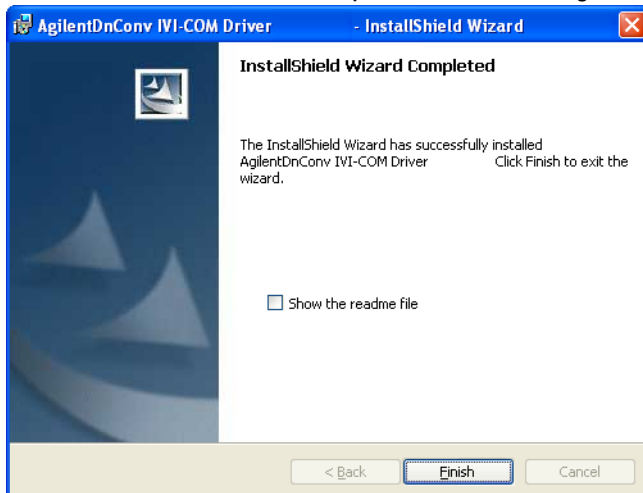 AgilentDnConv IVI-COM Driver - InstallShield Wizard
InstallShield Wizard Completed
The InstallShield Wizard has successfully installed
AgilentDnConv IVI-COM Driver Click Finish to exit the
wizard.
Show the readme file
< Back Finish Cancel